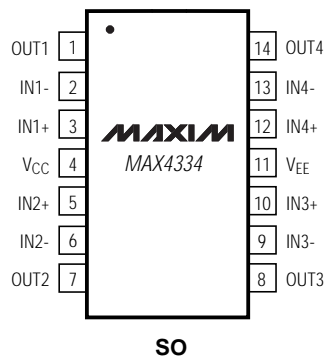 OUT1 1 14 OUT4
IN1- 2 13 IN4-
IN1+ 3 MAXIM 12 IN4+
VCC 4 MAX4334 11 VEE
IN2+ 5 10 IN3+
IN2- 6 9 IN3-
OUT2 7 8 OUT3
SO